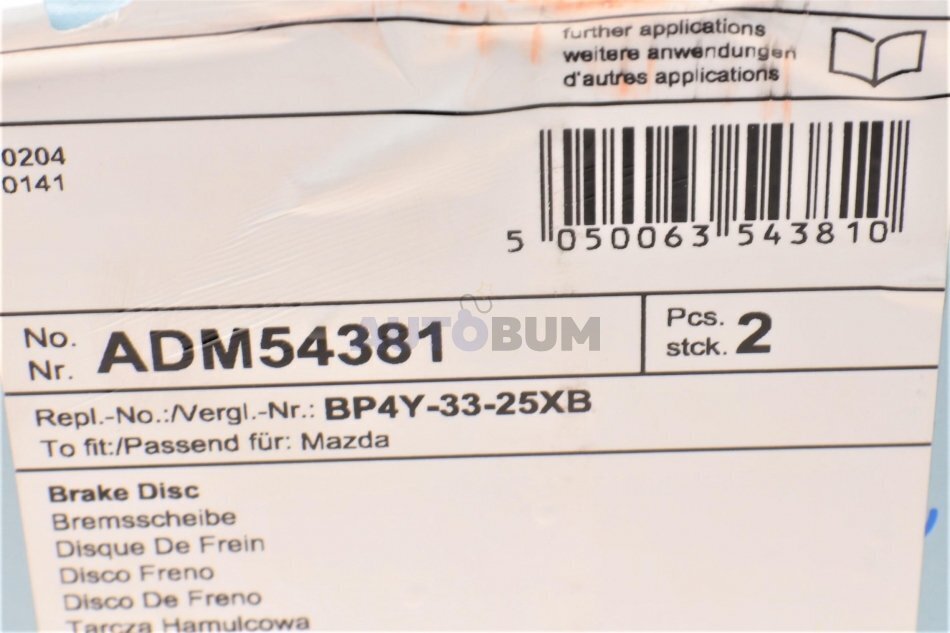 further applications
weitere anwendungen
d'autres applications
0204
0141
5 050063 543810
No.
Nr. ADM54381
AUTOBUM
Pcs.
stck. 2
Repl.-No.:/Vergl.-Nr.: BP4Y-33-25XB
To fit:/Passend für: Mazda
Brake Disc
Bremsscheibe
Disque De Frein
Disco Freno
Disco De Freno
Tarcza Hamulcowa